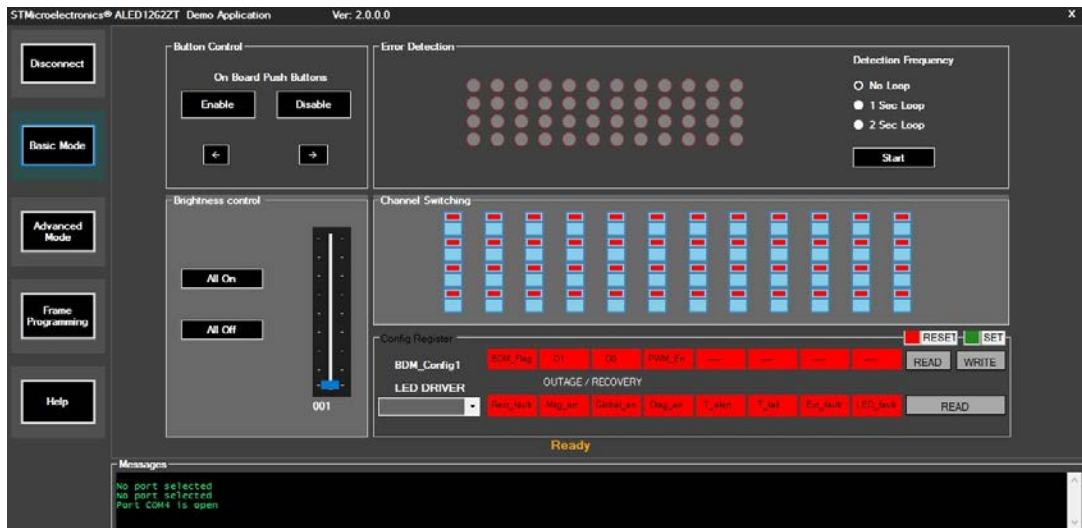 STMicroelectronics® ALED1262ZT Demo Application Ver: 2.0.0.0 X
Disconnect
Basic Mode
Advanced
Mode
Frame
Programming
Help
Button Control
On Board Push Buttons
Enable Disable
← →
Error Detection
Detection Frequency
No Loop
1 Sec Loop
2 Sec Loop
Start
Brightness control
All On
All Off
001
Channel Switching
Config Register
RESET SET
BDM_Config1 BDM_Flag D1 D0 PWM_En ---- ---- ---- ---- READ WRITE
OUTAGE / RECOVERY
LED DRIVER
Global_err Diag_err T_fail Ext_fault LED_fault READ
Ready
Messages
No port selected
No port selected
Port COM4 is open